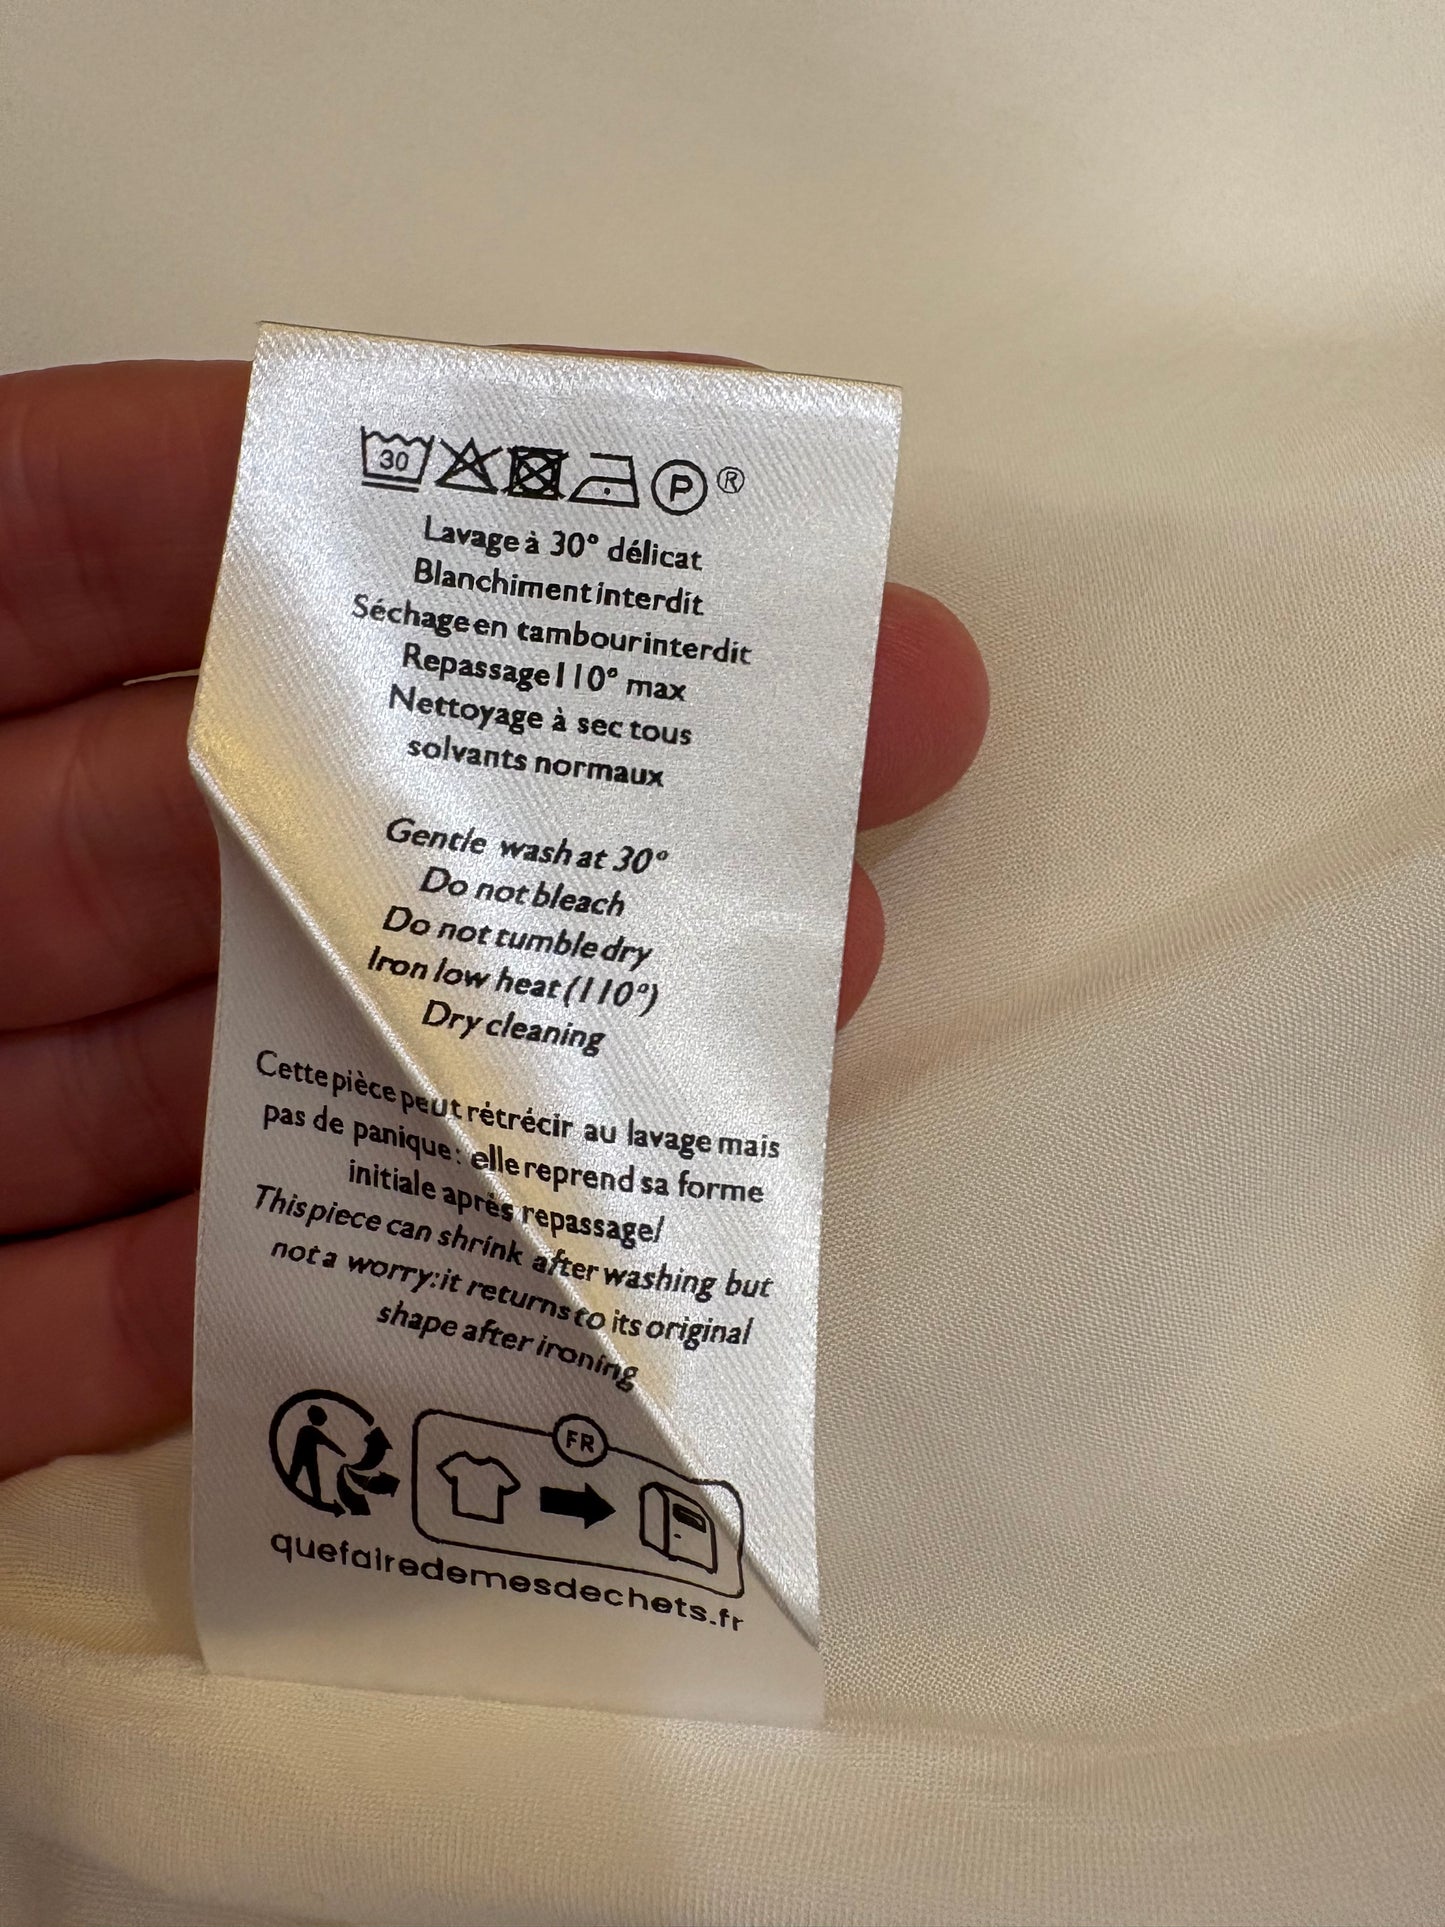 30 P ®
Lavage à 30° délicat
Blanchiment interdit
Séchage en tambour interdit
Repassage 110° max
Nettoyage à sec tous
solvants normaux
Gentle wash at 30°
Do not bleach
Do not tumble dry
Iron low heat (110°)
Dry cleaning
Cette pièce peut rétrécir au lavage mais
pas de panique : elle reprend sa forme
initiale après repassage/
This piece can shrink after washing but
not a worry: it returns to its original
shape after ironing
FR
quefairedemesdechets.fr